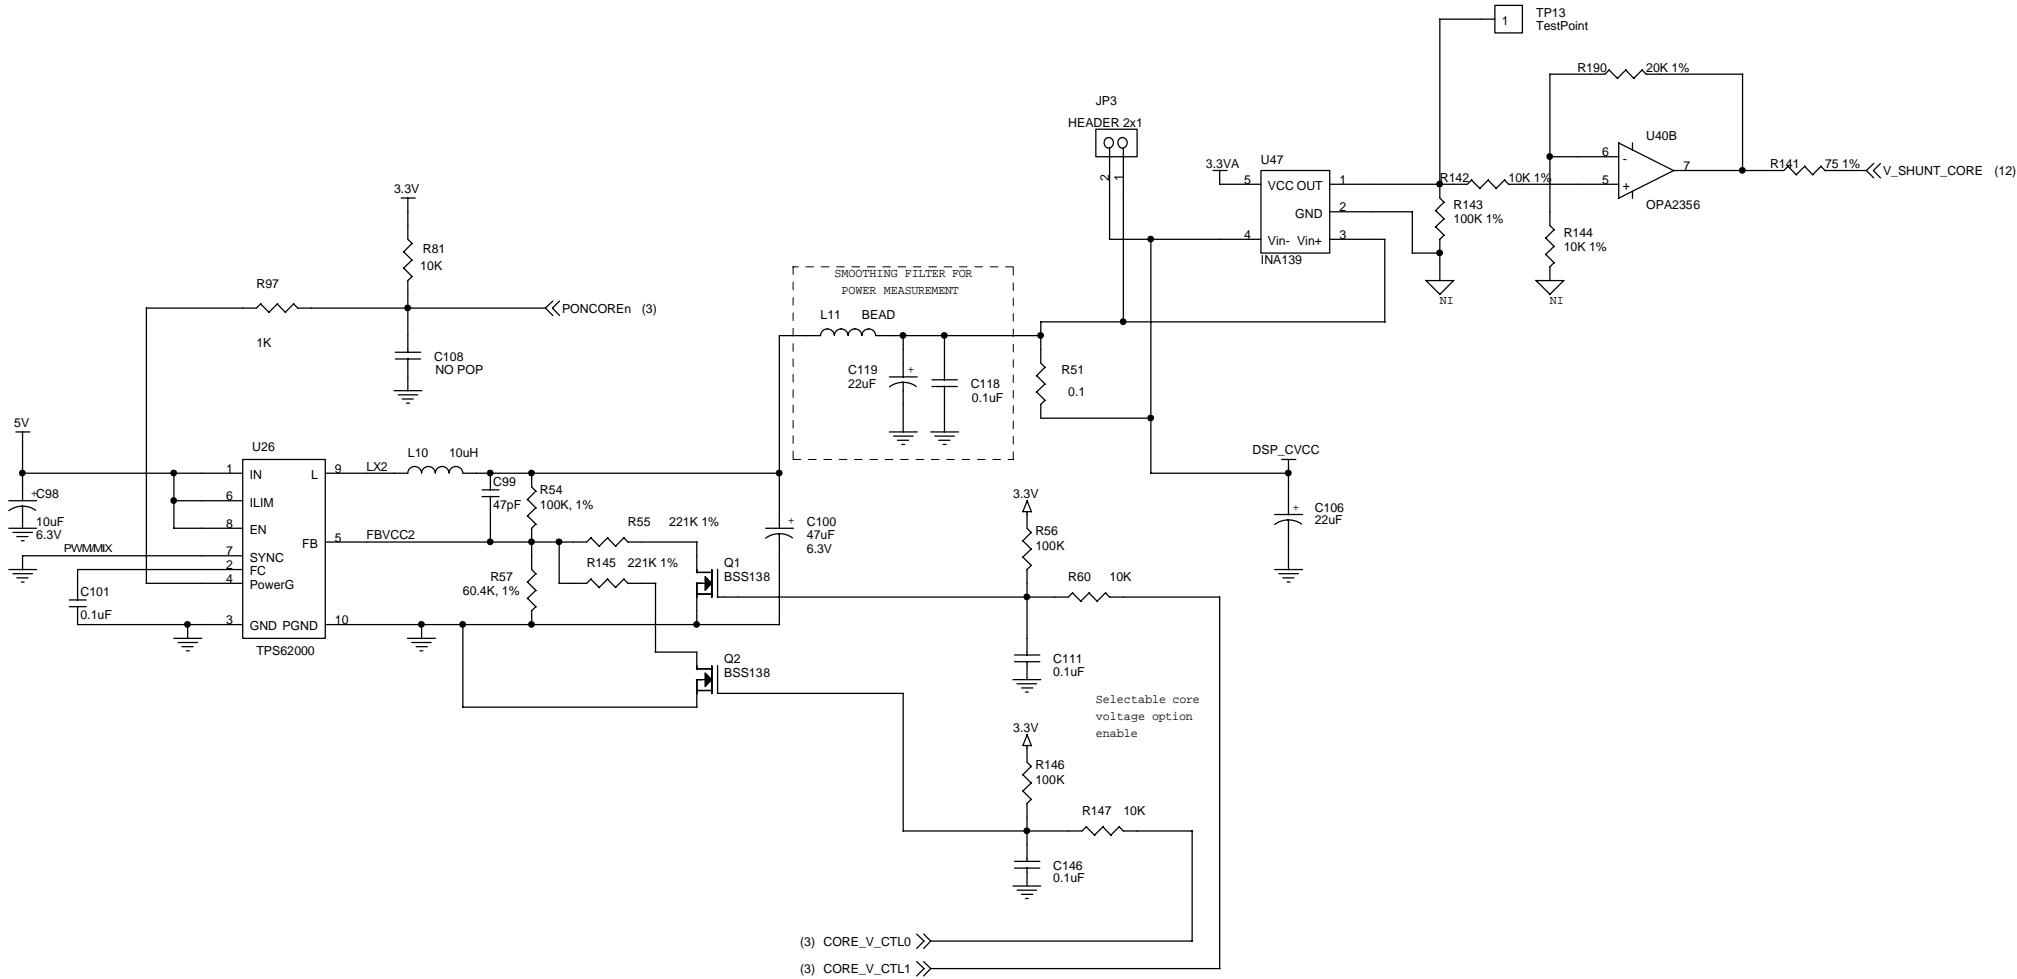 TP13
TestPoint
1
R190 20K 1%
JP3
HEADER 2x1
2
1
U40B
6
-
7
5
+
OPA2356
R141 75 1%
V_SHUNT_CORE (12)
U47
3.3VA
5
VCC OUT
1
GND
2
4
Vin- Vin+
3
INA139
R142 10K 1%
R143
100K 1%
R144
10K 1%
NI
NI
3.3V
R81
10K
R97
1K
PONCOREn (3)
C108
NO POP
SMOOTHING FILTER FOR
POWER MEASUREMENT
L11 BEAD
C119
22uF
+
C118
0.1uF
R51
0.1
5V
+
C98
10uF
6.3V
U26
1
IN
L
9
6
ILIM
8
EN
FB
5
7
SYNC
2
FC
4
PowerG
3
GND PGND
10
TPS62000
PWMMIX
C101
0.1uF
LX2
L10 10uH
C99
47pF
R54
100K, 1%
FBVCC2
R55 221K 1%
R145 221K 1%
R57
60.4K, 1%
+
C100
47uF
6.3V
Q1
BSS138
Q2
BSS138
3.3V
R56
100K
R60 10K
C111
0.1uF
DSP_CVCC
+
C106
22uF
Selectable core
voltage option
enable
3.3V
R146
100K
R147 10K
C146
0.1uF
(3) CORE_V_CTL0
(3) CORE_V_CTL1